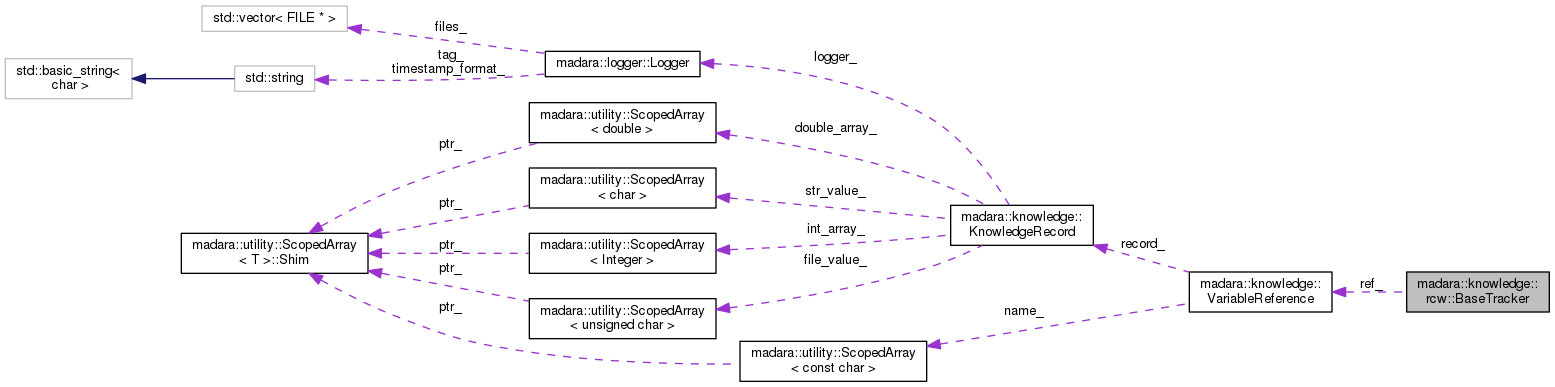 std::vector< FILE * >
files_
tag_
timestamp_format_
std::basic_string<
char >
std::string
madara::logger::Logger
logger_
madara::utility::ScopedArray
< double >
double_array_
ptr_
madara::utility::ScopedArray
< char >
str_value_
ptr_
madara::utility::ScopedArray
< T >::Shim
ptr_
madara::utility::ScopedArray
< Integer >
int_array_
madara::knowledge::
KnowledgeRecord
ptr_
file_value_
madara::utility::ScopedArray
< unsigned char >
record_
madara::knowledge::
VariableReference
ref_
madara::knowledge::
rcw::BaseTracker
ptr_
name_
madara::utility::ScopedArray
< const char >